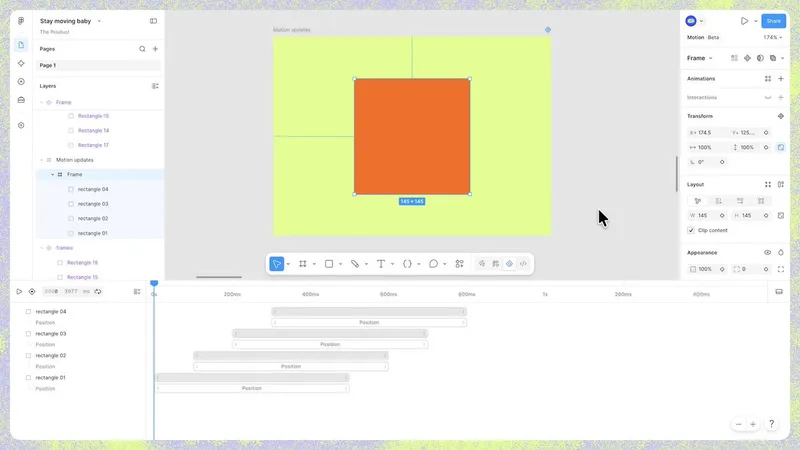 Stay moving baby
The Product
Pages
Page 1
Layers
Frame
Rectangle 15
Rectangle 14
Rectangle 17
Motion updates
Frame
rectangle 04
rectangle 03
rectangle 02
rectangle 01
frames
Rectangle 16
Rectangle 15
Motion updates
145 × 145
Share
Motion Beta
174%
Frame
Animations
Interactions
Transform
X 174.5
100%
100%
0°
Layout
W 145
H 145
Clip content
Appearance
100%
0
0s
200ms
400ms
600ms
800ms
1s
200ms
400ms
rectangle 04
Position
Position
rectangle 03
Position
Position
rectangle 02
Position
Position
rectangle 01
Position
Position
?